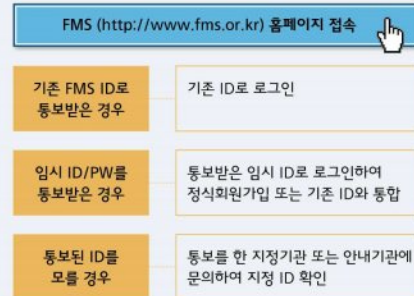 FMS (http://www.fms.or.kr) 홈페이지 접속
기존 FMS ID로
통보받은 경우
기존 ID로 로그인
임시 ID/PW를
통보받은 경우
통보받은 임시 ID로 로그인하여
정식회원가입 또는 기존 ID와 통합
통보된 ID를
모를 경우
통보를 한 지정기관 또는 안내기관에
문의하여 지정 ID 확인